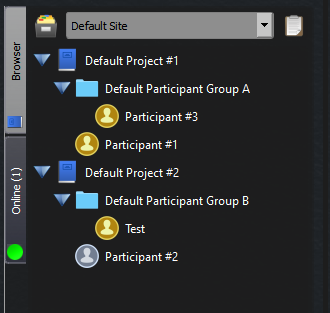 Default Site
Browser
Default Project #1
Default Participant Group A
Participant #3
Participant #1
Default Project #2
Online (1)
Default Participant Group B
Test
Participant #2